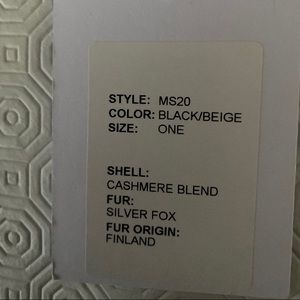 STYLE: MS20
COLOR: BLACK/BEIGE
SIZE: ONE
SHELL:
CASHMERE BLEND
FUR:
SILVER FOX
FUR ORIGIN:
FINLAND